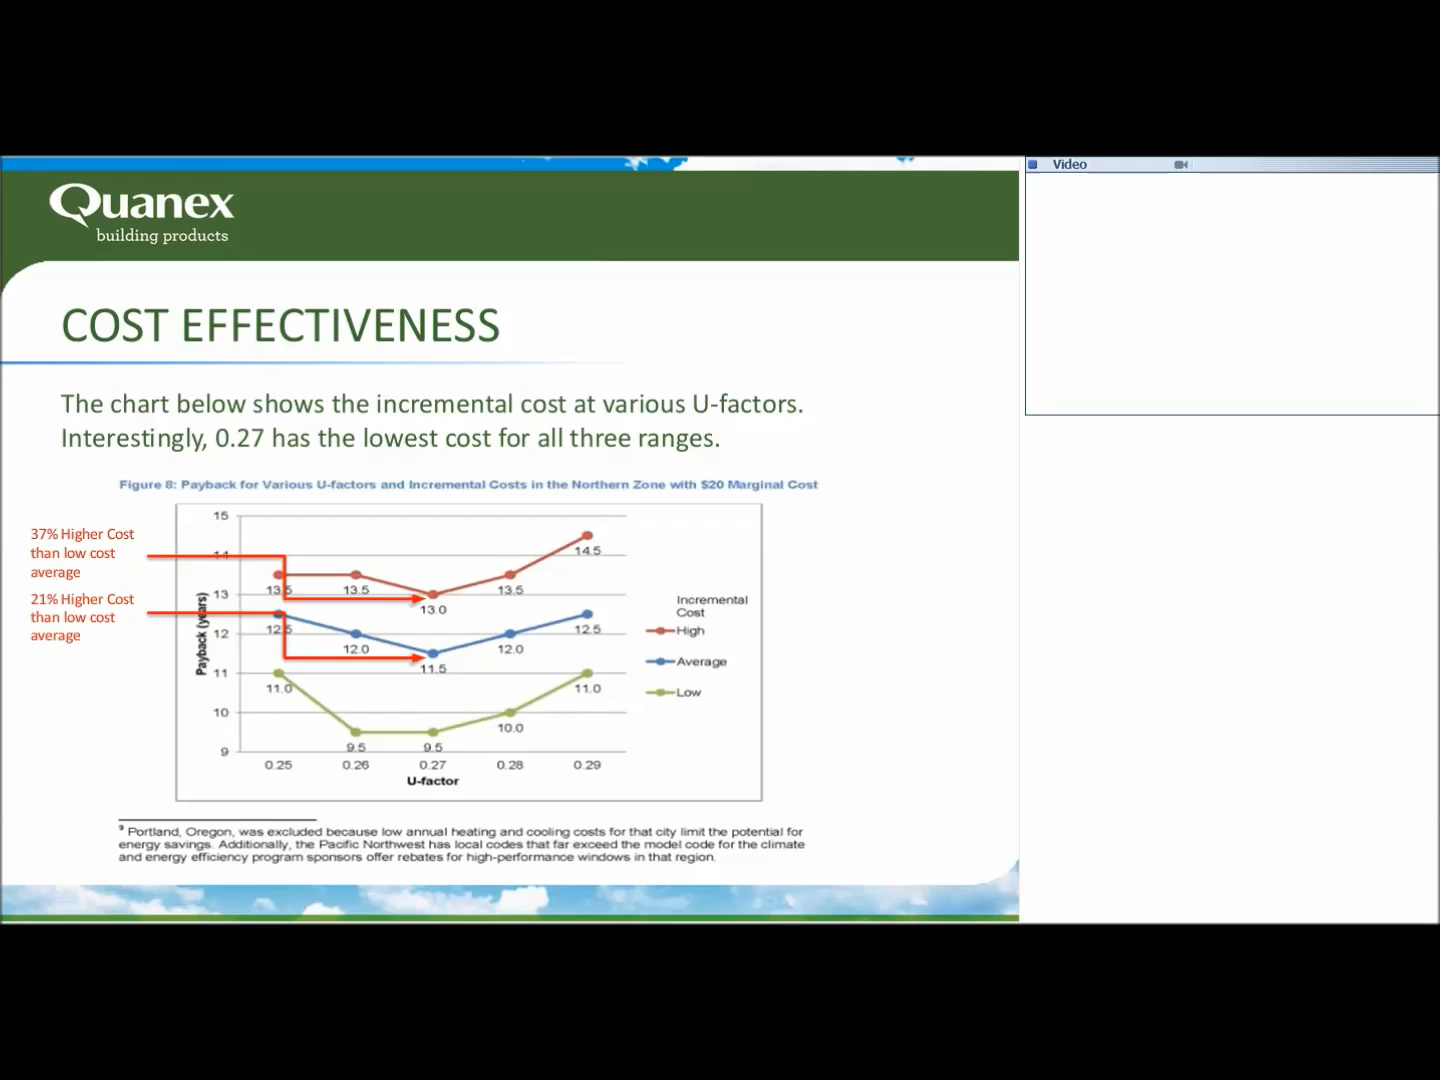 Video
Quanex
building products
COST EFFECTIVENESS
The chart below shows the incremental cost at various U-factors.
Interestingly, 0.27 has the lowest cost for all three ranges.
Figure 8: Payback for Various U-factors and Incremental Costs in the Northern Zone with $20 Marginal Cost
37% Higher Cost
than low cost
average
21% Higher Cost
than low cost
average
Payback (years)
15
14
13
12
11
10
9
13.5
13.5
13.0
13.5
14.5
12.5
12.0
11.5
12.0
12.5
11.0
9.5
9.5
10.0
11.0
0.25
0.26
0.27
0.28
0.29
U-factor
Incremental
Cost
High
Average
Low
9 Portland, Oregon, was excluded because low annual heating and cooling costs for that city limit the potential for
energy savings. Additionally, the Pacific Northwest has local codes that far exceed the model code for the climate
and energy efficiency program sponsors offer rebates for high-performance windows in that region.